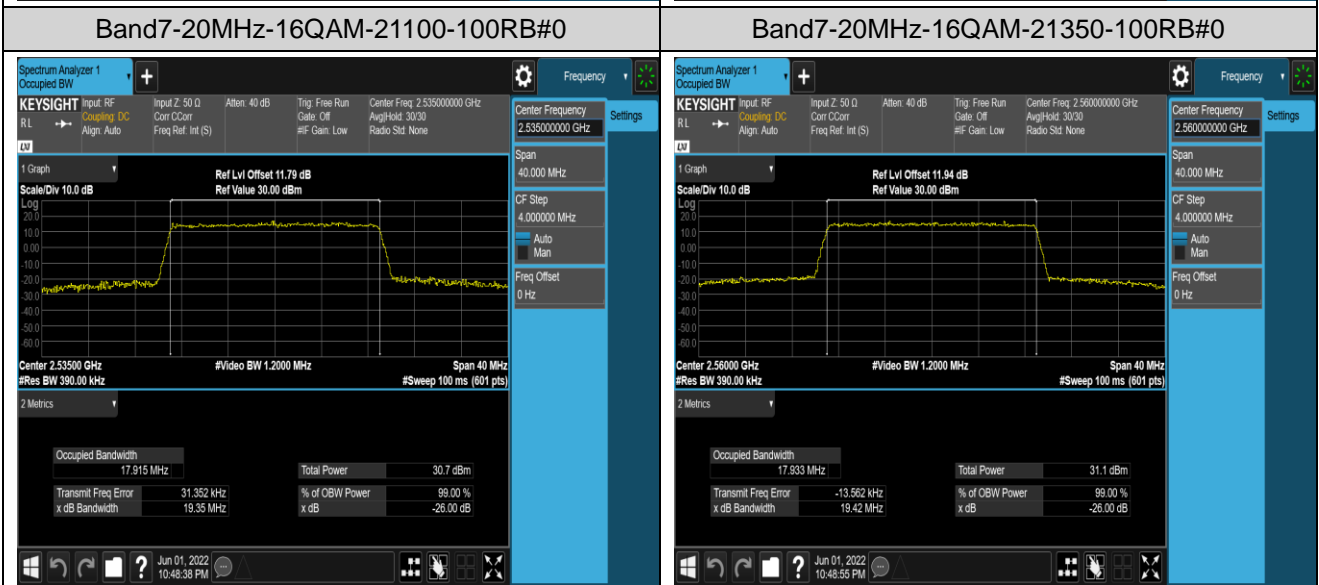 Band7-20MHz-16QAM-21100-100RB#0
Spectrum Analyzer 1
Occupied BW
+
Frequency
KEYSIGHT
RL
LXI
Input: RF
Coupling: DC
Align: Auto
Input Z: 50 Ω
Corr CCorr
Freq Ref: Int (S)
Atten: 40 dB
Trig: Free Run
Gate: Off
#IF Gain: Low
Center Freq: 2.535000000 GHz
Avg|Hold: 30/30
Radio Std: None
Center Frequency
2.535000000 GHz
Settings
Span
40.000 MHz
CF Step
4.000000 MHz
Auto
Man
Freq Offset
0 Hz
1 Graph
Scale/Div 10.0 dB
Ref Lvl Offset 11.79 dB
Ref Value 30.00 dBm
Log
20.0
10.0
0.00
-10.0
-20.0
-30.0
-40.0
-50.0
-60.0
Center 2.53500 GHz
#Res BW 390.00 kHz
#Video BW 1.2000 MHz
Span 40 MHz
#Sweep 100 ms (601 pts)
2 Metrics
Occupied Bandwidth
17.915 MHz
Total Power 30.7 dBm
Transmit Freq Error 31.352 kHz
% of OBW Power 99.00 %
x dB Bandwidth 19.35 MHz
x dB -26.00 dB
?
Jun 01, 2022
10:48:38 PM
Band7-20MHz-16QAM-21350-100RB#0
Spectrum Analyzer 1
Occupied BW
+
Frequency
KEYSIGHT
RL
LXI
Input: RF
Coupling: DC
Align: Auto
Input Z: 50 Ω
Corr CCorr
Freq Ref: Int (S)
Atten: 40 dB
Trig: Free Run
Gate: Off
#IF Gain: Low
Center Freq: 2.560000000 GHz
Avg|Hold: 30/30
Radio Std: None
Center Frequency
2.560000000 GHz
Settings
Span
40.000 MHz
CF Step
4.000000 MHz
Auto
Man
Freq Offset
0 Hz
1 Graph
Scale/Div 10.0 dB
Ref Lvl Offset 11.94 dB
Ref Value 30.00 dBm
Log
20.0
10.0
0.00
-10.0
-20.0
-30.0
-40.0
-50.0
-60.0
Center 2.56000 GHz
#Res BW 390.00 kHz
#Video BW 1.2000 MHz
Span 40 MHz
#Sweep 100 ms (601 pts)
2 Metrics
Occupied Bandwidth
17.933 MHz
Total Power 31.1 dBm
Transmit Freq Error -13.562 kHz
% of OBW Power 99.00 %
x dB Bandwidth 19.42 MHz
x dB -26.00 dB
?
Jun 01, 2022
10:48:55 PM